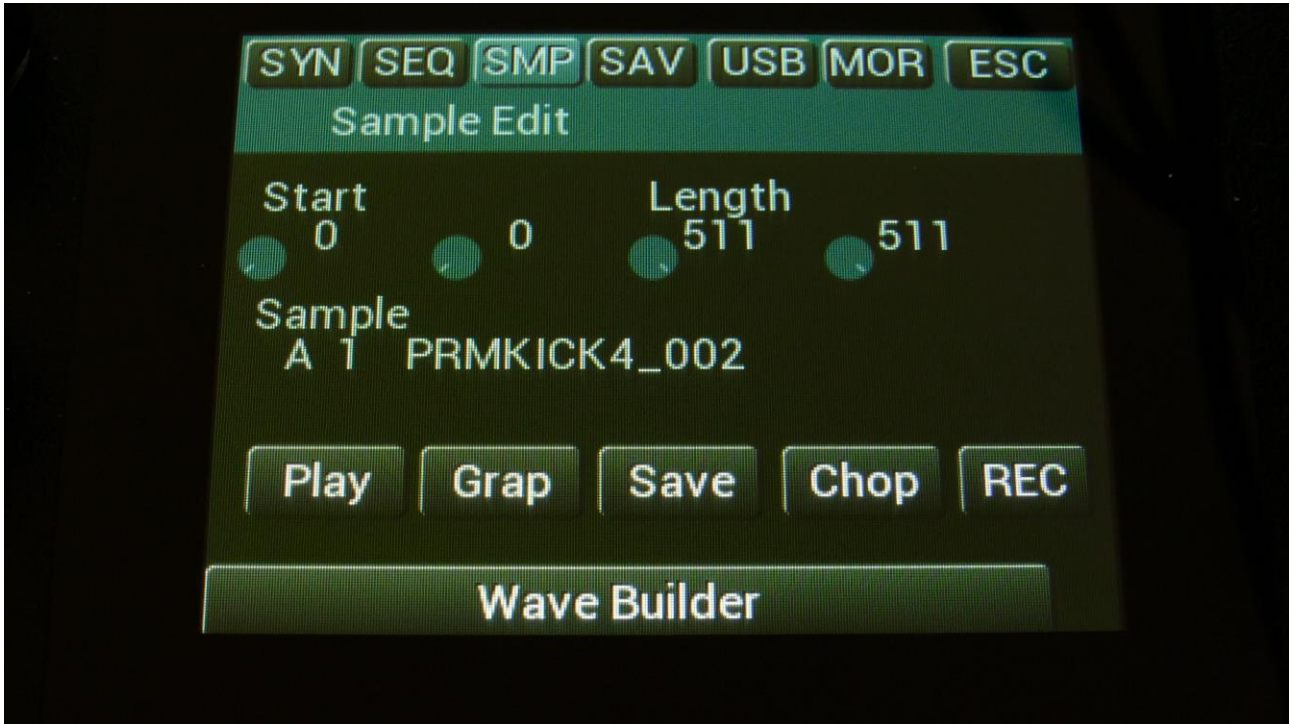 SYN SEQ SMP SAV USB MOR ESC
Sample Edit
Start Length
0 0 511 511
Sample
A 1 PRMKICK4_002
Play Grap Save Chop REC
Wave Builder